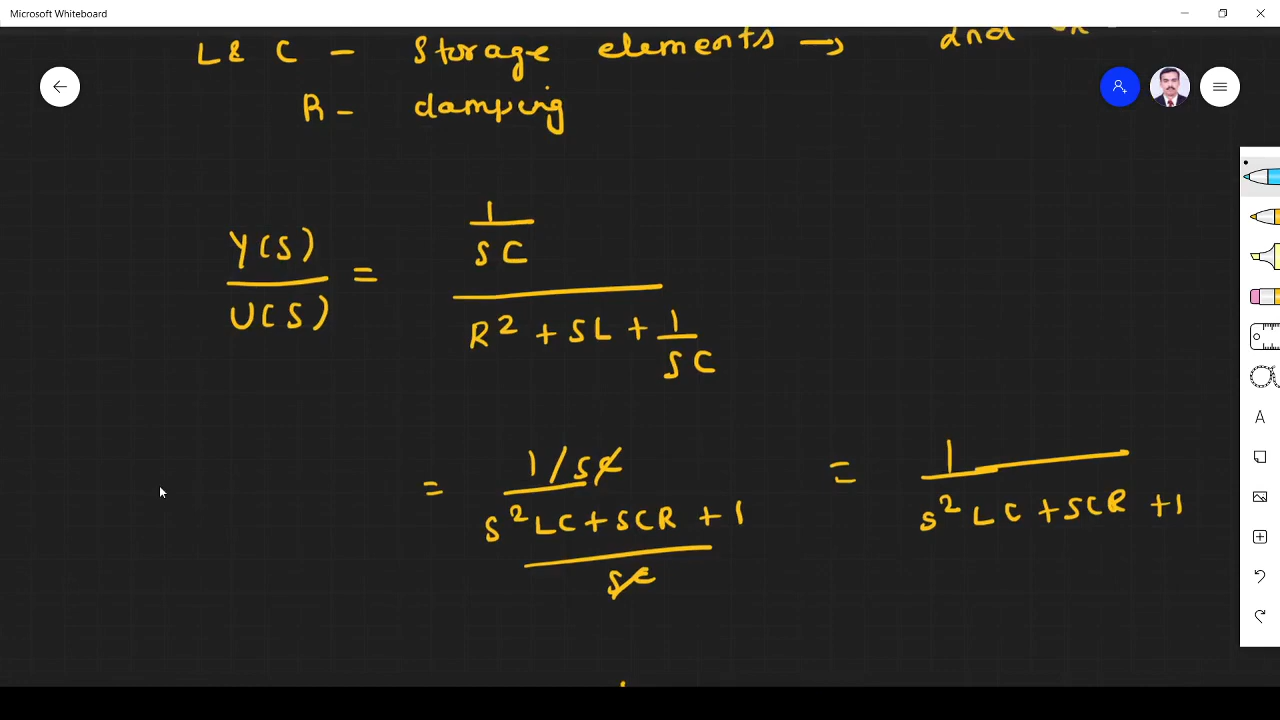 Microsoft Whiteboard
L & C - Storage elements → 2nd
R - damping
Y(S) / U(S) = (1 / SC) / (R² + SL + 1 / SC)
= (1/SC) / ((S²LC + SCR + 1) / SC) = 1 / (S²LC + SCR + 1)
A